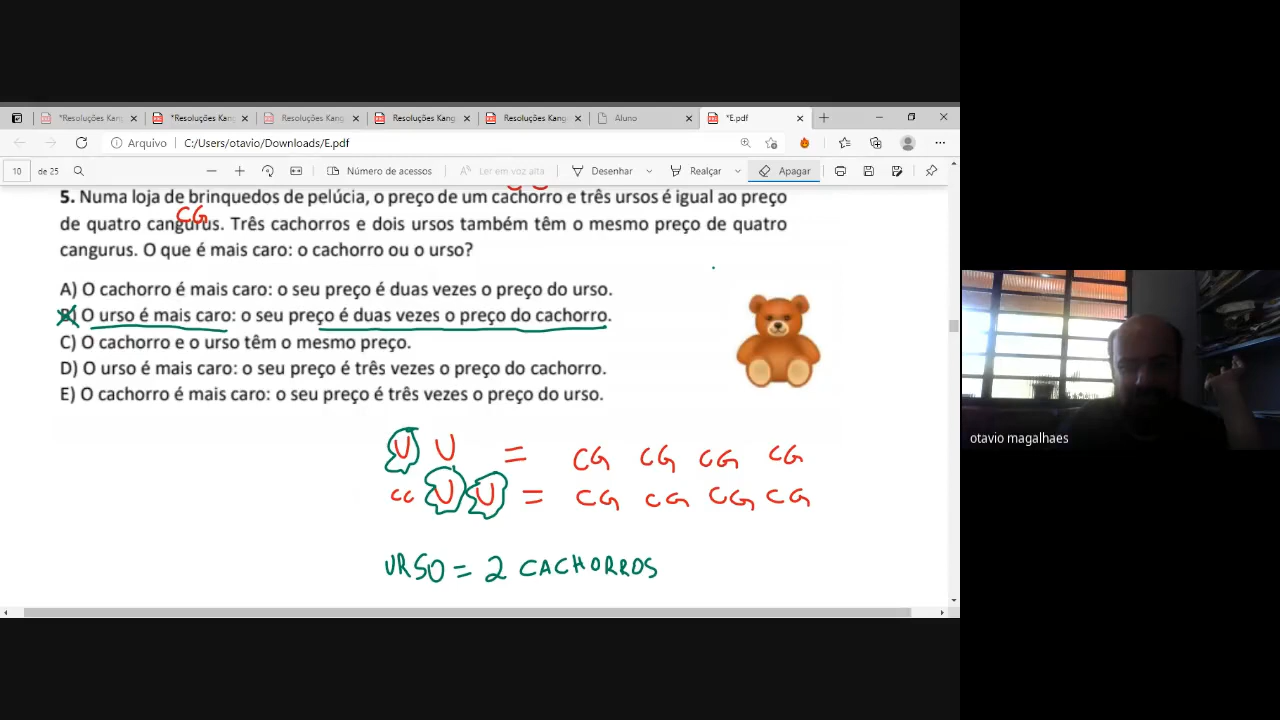 *Resoluções Kang
*Resoluções Kang
Resoluções Kang
Resoluções Kang
Resoluções Kang
Aluno
*E.pdf
Arquivo
C:/Users/otavio/Downloads/E.pdf
10 de 25
Número de acessos
Ler em voz alta
Desenhar
Realçar
Apagar
5. Numa loja de brinquedos de pelúcia, o preço de um cachorro e três ursos é igual ao preço
CG
de quatro cangurus. Três cachorros e dois ursos também têm o mesmo preço de quatro
cangurus. O que é mais caro: o cachorro ou o urso?
A) O cachorro é mais caro: o seu preço é duas vezes o preço do urso.
B) O urso é mais caro: o seu preço é duas vezes o preço do cachorro.
C) O cachorro e o urso têm o mesmo preço.
D) O urso é mais caro: o seu preço é três vezes o preço do cachorro.
E) O cachorro é mais caro: o seu preço é três vezes o preço do urso.
U U = CG CG CG CG
CC U U = CG CG CG CG
URSO = 2 CACHORROS
otavio magalhaes